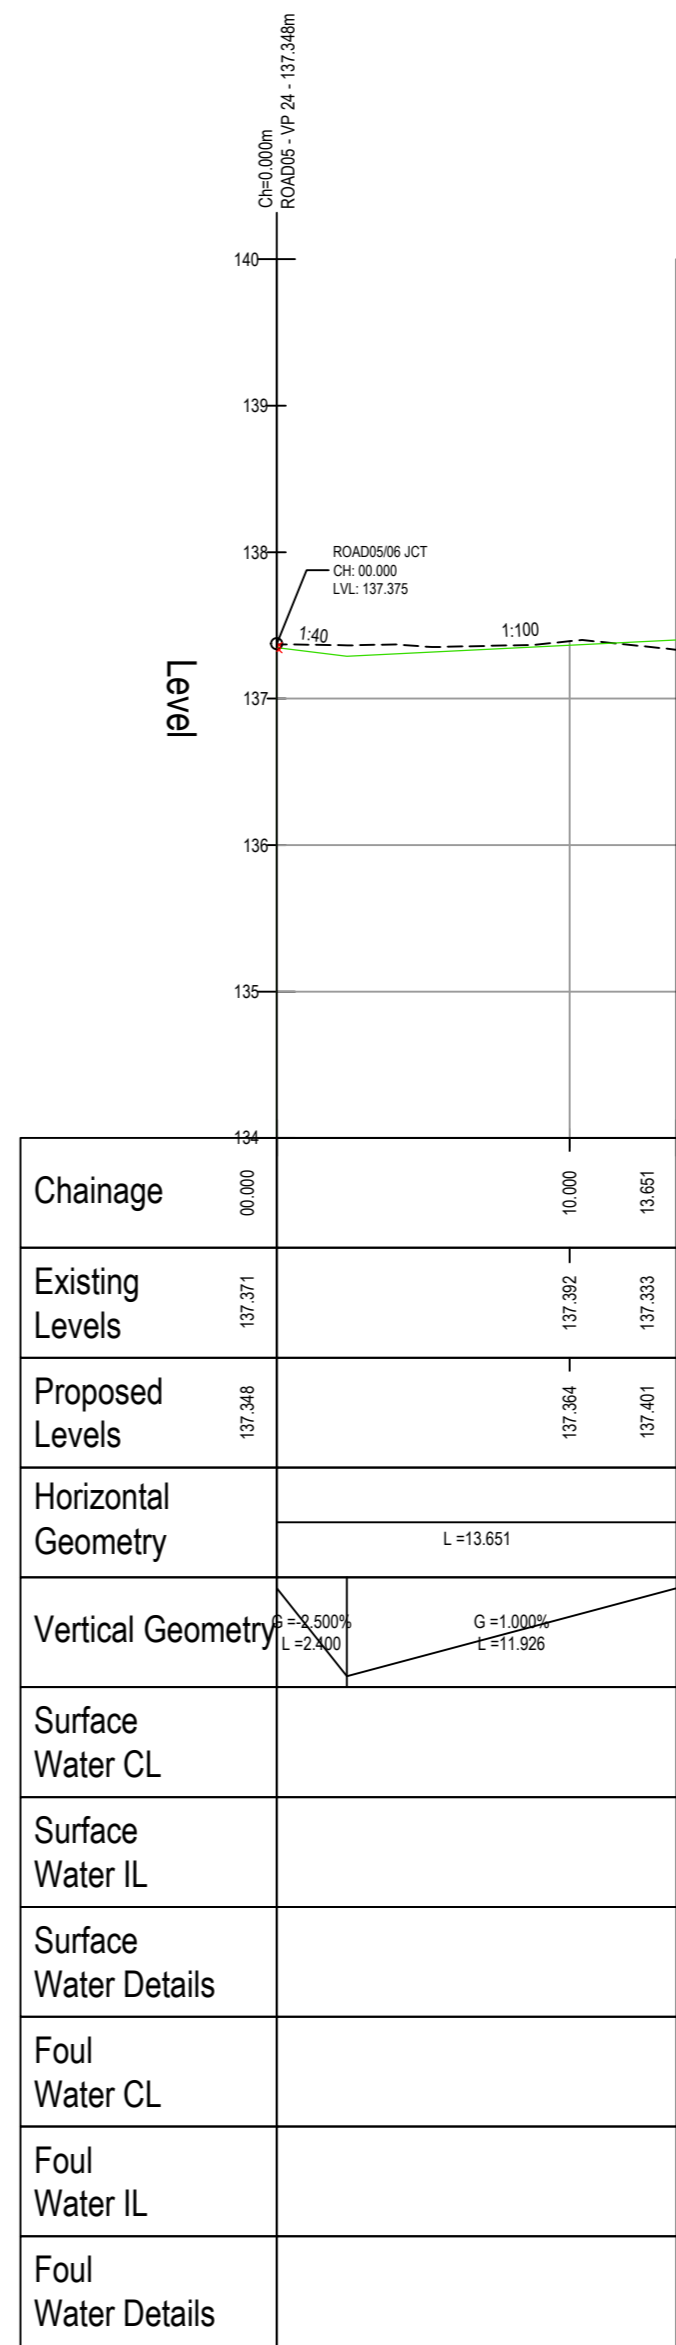 Ch=0.000m
ROAD05 - VP 24 - 137.348m
140
139
138
ROAD05/06 JCT
CH: 00.000
LVL: 137.375
1:40
1:100
Level
137
136
135
134
Chainage
00.000
10.000
13.651
Existing
Levels
137.371
137.392
137.333
Proposed
Levels
137.348
137.364
137.401
Horizontal
Geometry
L =13.651
Vertical Geometry
G =-2.500%
L =2.400
G =1.000%
L =11.926
Surface
Water CL
Surface
Water IL
Surface
Water Details
Foul
Water CL
Foul
Water IL
Foul
Water Details